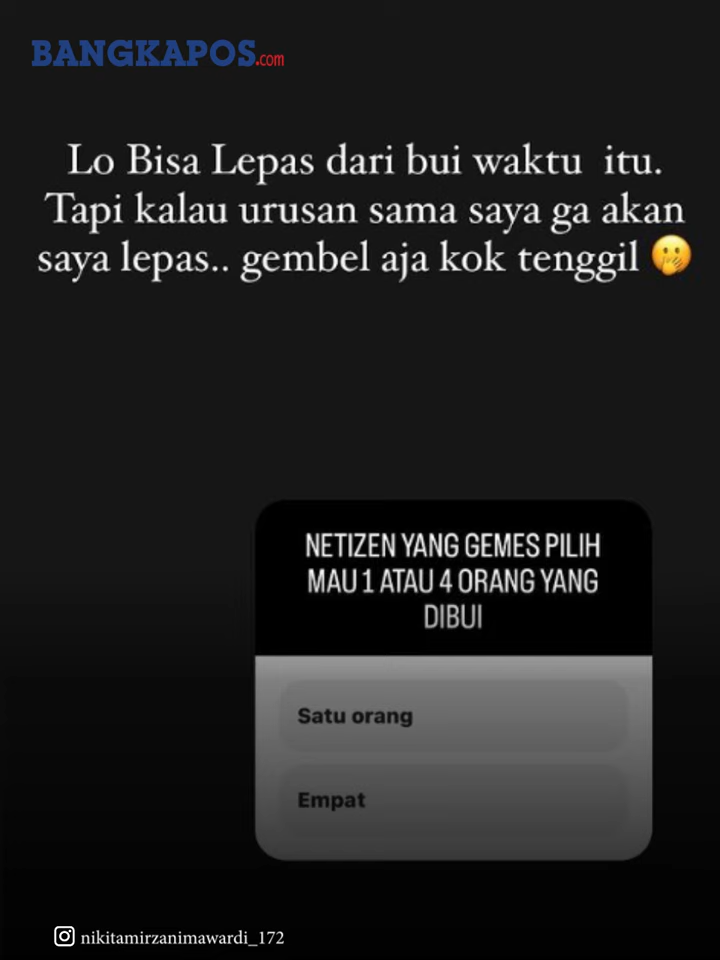 BANGKAPOS.com
Lo Bisa Lepas dari bui waktu itu.
Tapi kalau urusan sama saya ga akan
saya lepas.. gembel aja kok tenggil 🫢
NETIZEN YANG GEMES PILIH
MAU 1 ATAU 4 ORANG YANG
DIBUI
Satu orang
Empat
nikitamirzanimawardi_172